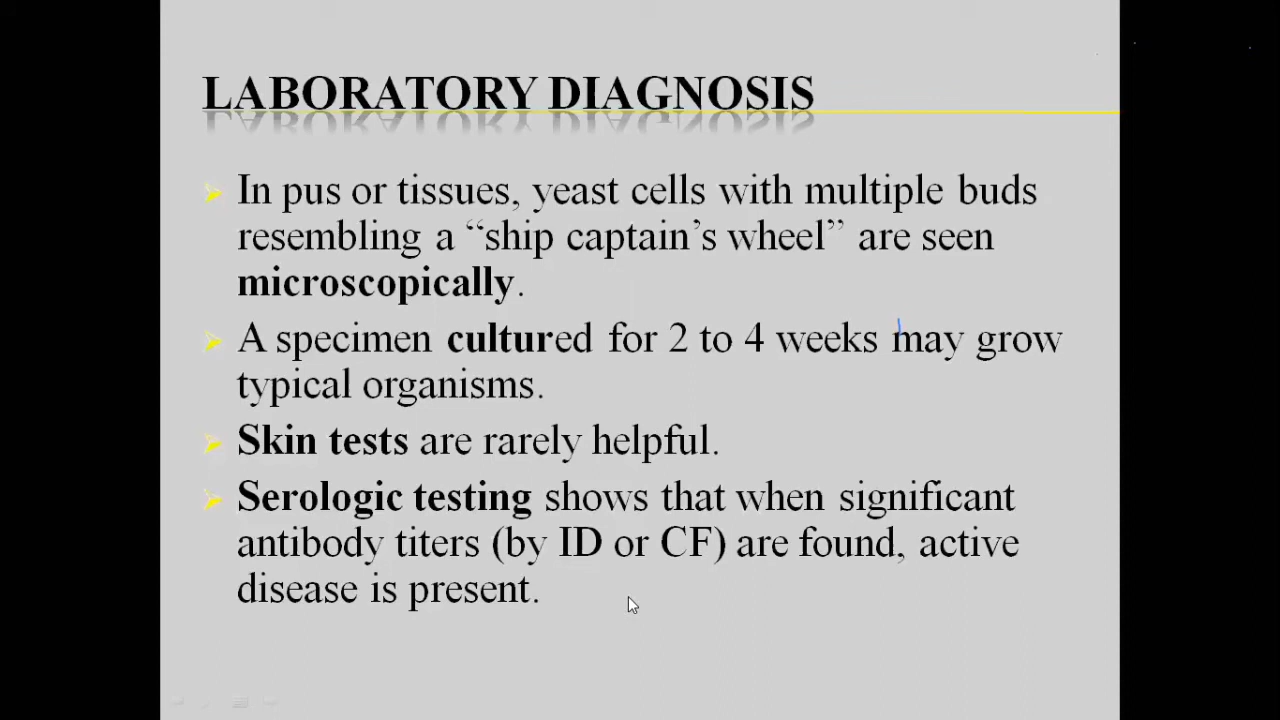 LABORATORY DIAGNOSIS
In pus or tissues, yeast cells with multiple buds
resembling a “ship captain’s wheel” are seen
microscopically.
A specimen cultured for 2 to 4 weeks may grow
typical organisms.
Skin tests are rarely helpful.
Serologic testing shows that when significant
antibody titers (by ID or CF) are found, active
disease is present.